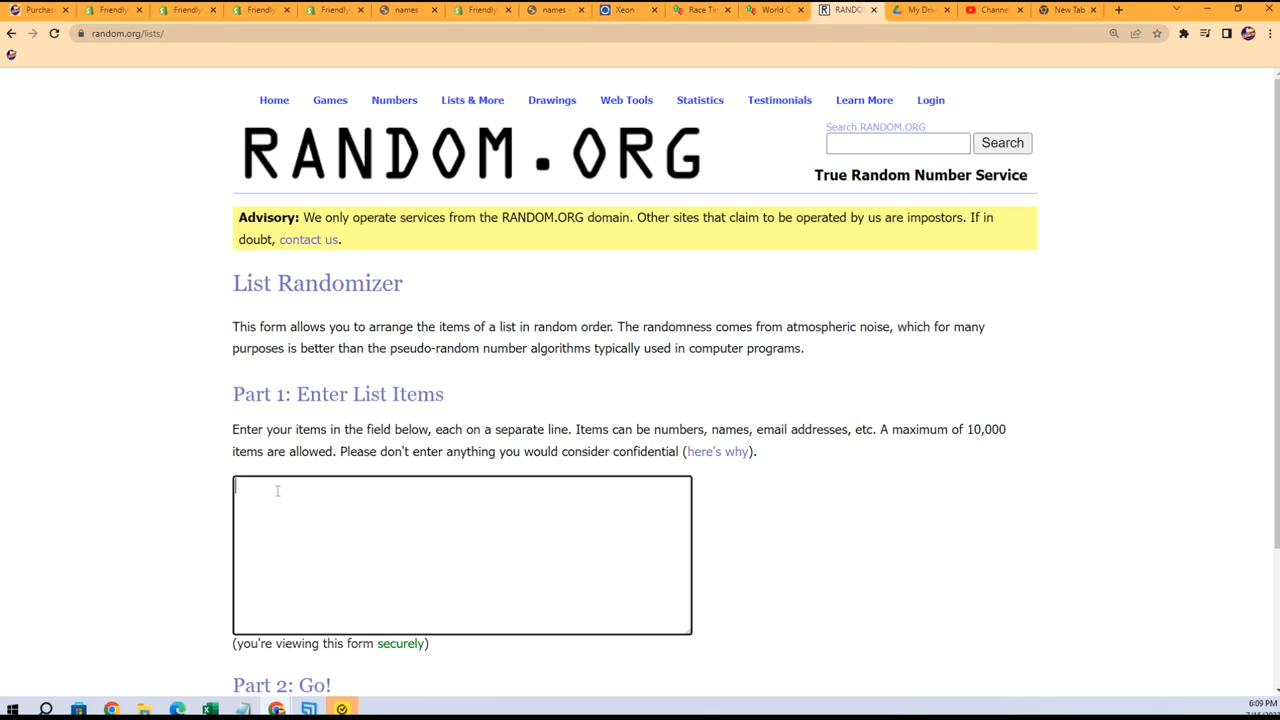 Purchas
Friendly
Friendly
Friendly
Friendly
names
Friendly
names
Xeon
Race Ti
World G
RANDO
My Driv
Channe
New Tab
random.org/lists/
Home Games Numbers Lists & More Drawings Web Tools Statistics Testimonials Learn More Login
RANDOM.ORG
Search RANDOM.ORG
Search
True Random Number Service
Advisory: We only operate services from the RANDOM.ORG domain. Other sites that claim to be operated by us are impostors. If in
doubt, contact us.
List Randomizer
This form allows you to arrange the items of a list in random order. The randomness comes from atmospheric noise, which for many
purposes is better than the pseudo-random number algorithms typically used in computer programs.
Part 1: Enter List Items
Enter your items in the field below, each on a separate line. Items can be numbers, names, email addresses, etc. A maximum of 10,000
items are allowed. Please don't enter anything you would consider confidential (here's why).
(you're viewing this form securely)
Part 2: Go!
6:09 PM